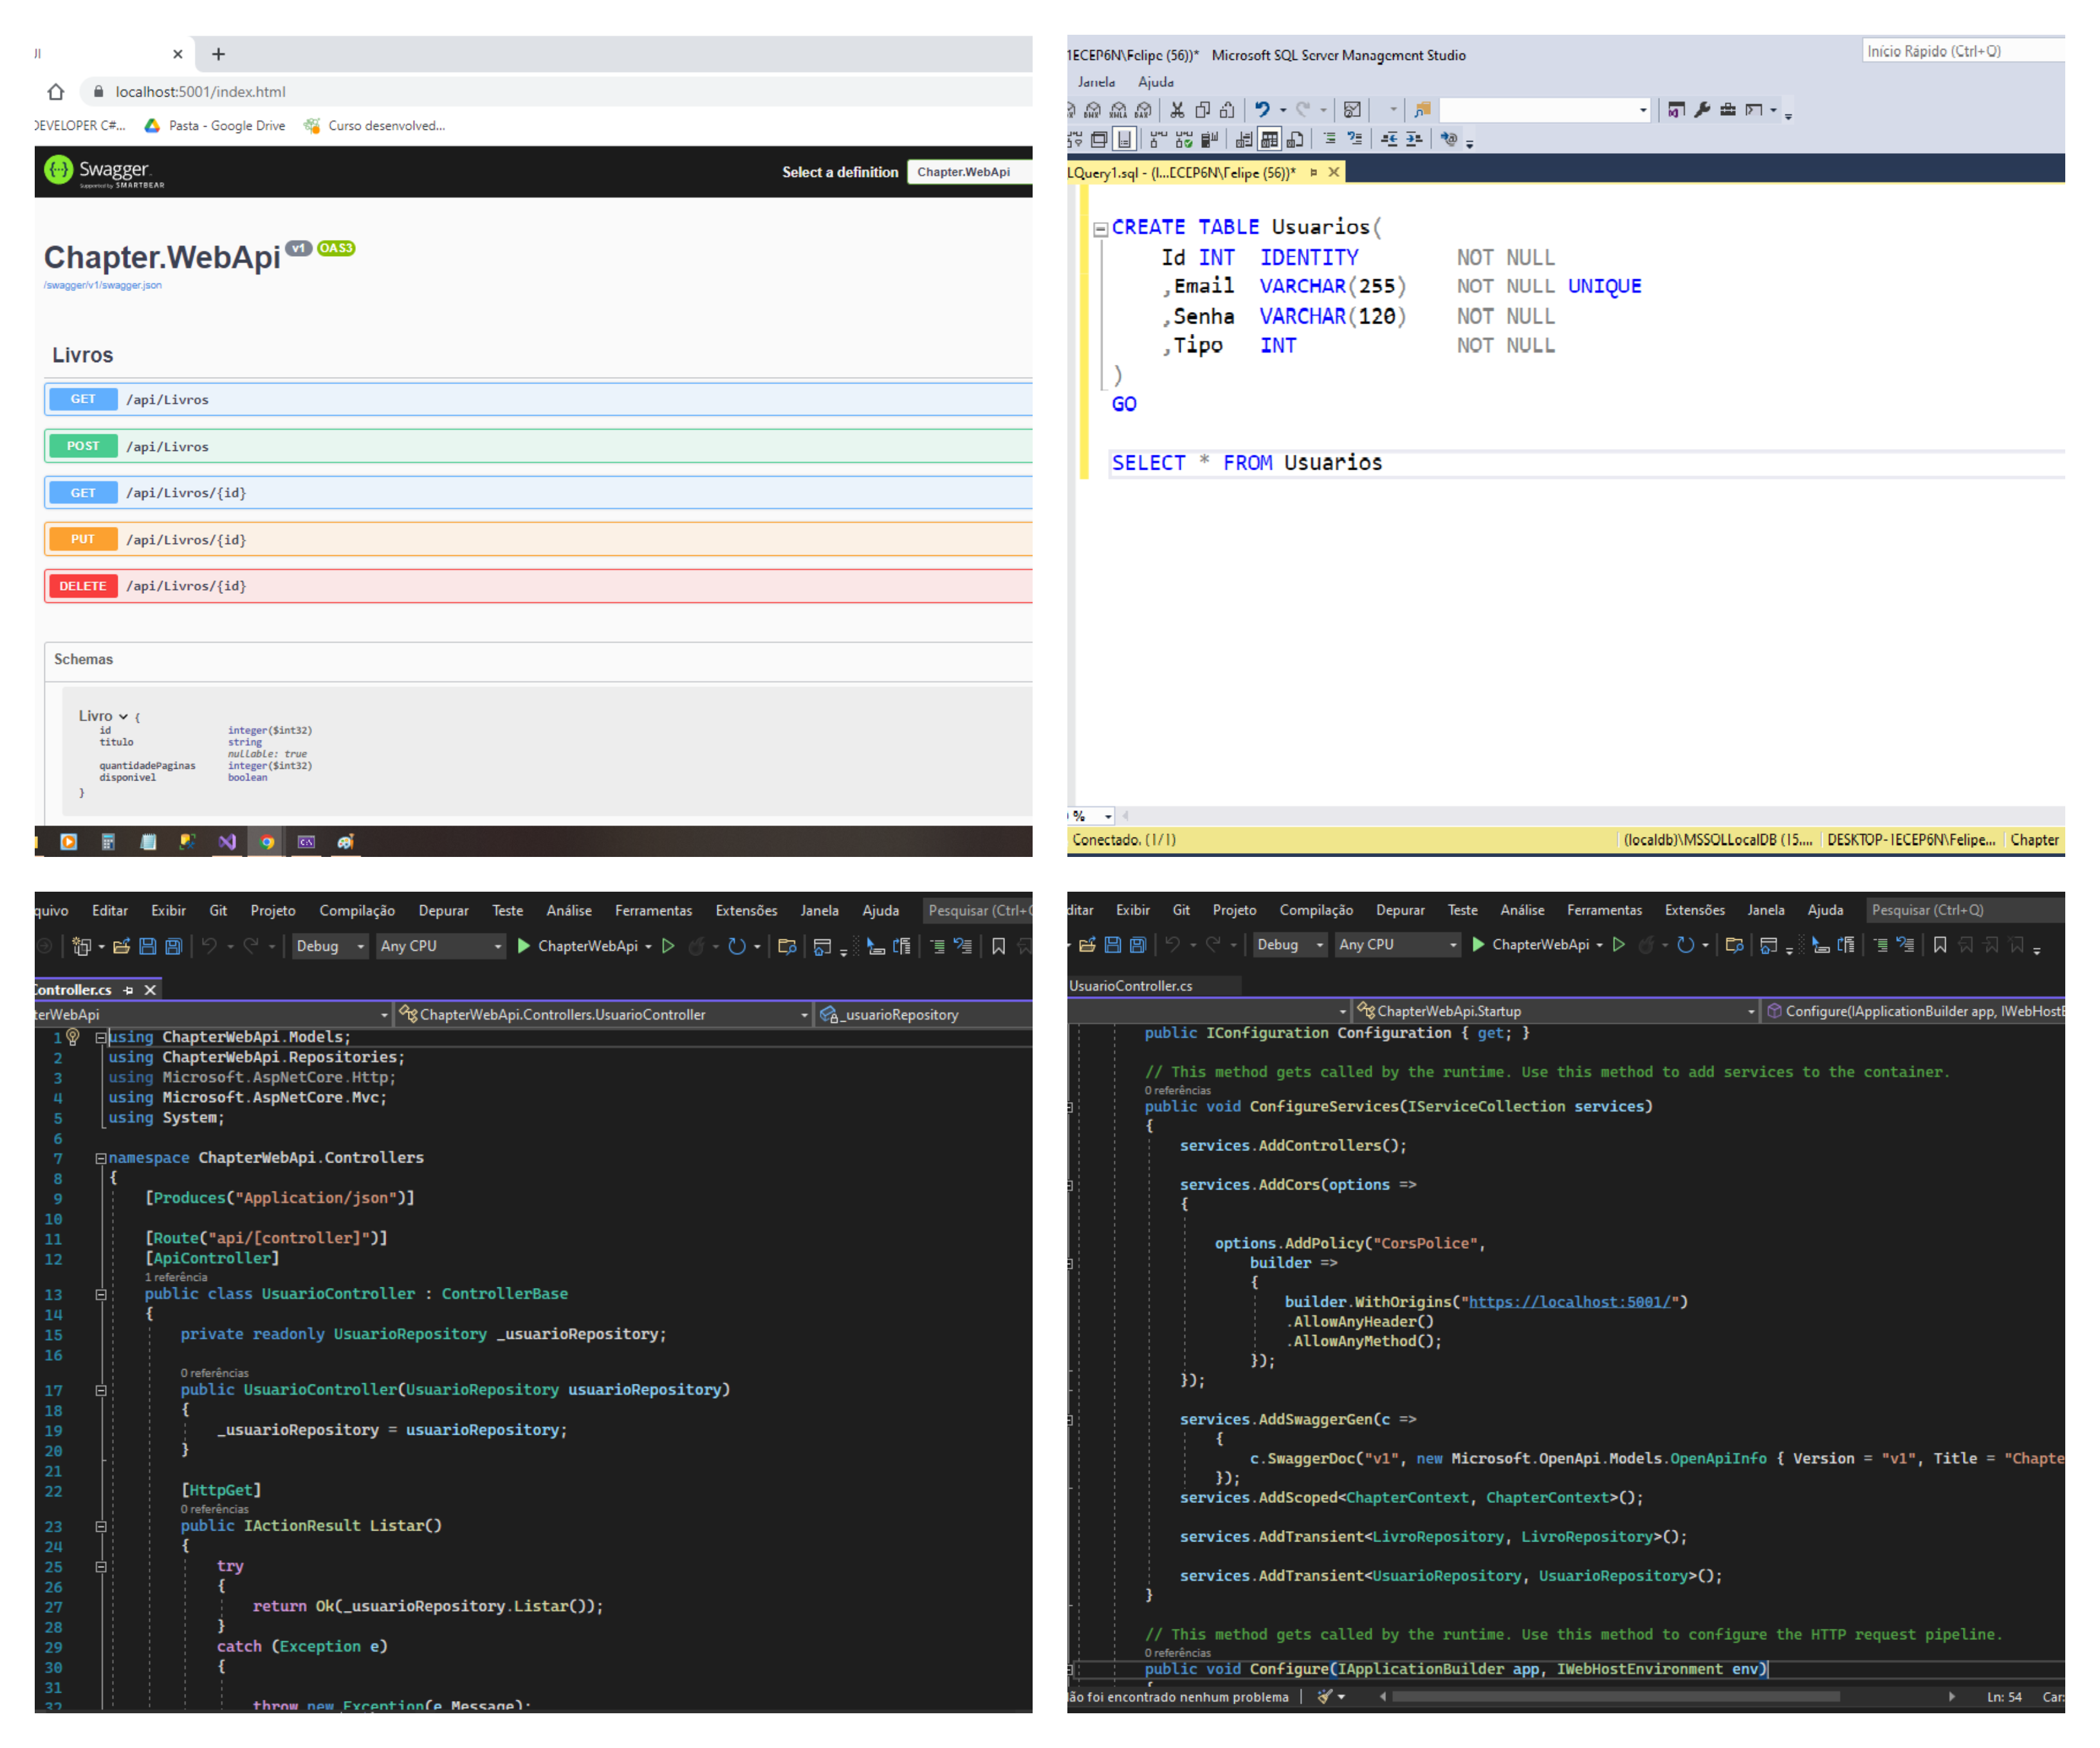 localhost:5001/index.html
DEVELOPER C#... Pasta - Google Drive Curso desenvolved...
Swagger.
Supported by SMARTBEAR
Select a definition Chapter.WebApi
Chapter.WebApi v1 OAS3
/swagger/v1/swagger.json
Livros
GET /api/Livros
POST /api/Livros
GET /api/Livros/{id}
PUT /api/Livros/{id}
DELETE /api/Livros/{id}
Schemas
Livro {
id integer($int32)
titulo string
nullable: true
quantidadePaginas integer($int32)
disponivel boolean
}
1ECEP6N\Felipe (56))* Microsoft SQL Server Management Studio
Início Rápido (Ctrl+Q)
Janela Ajuda
LQuery1.sql - (l...ECEP6N\Felipe (56))*
CREATE TABLE Usuarios(
Id INT IDENTITY NOT NULL
,Email VARCHAR(255) NOT NULL UNIQUE
,Senha VARCHAR(120) NOT NULL
,Tipo INT NOT NULL
)
GO
SELECT * FROM Usuarios
%
Conectado. (1/1) (localdb)\MSSQLLocalDB (15.... DESKTOP-1ECEP6N\Felipe... Chapter
quivo Editar Exibir Git Projeto Compilação Depurar Teste Análise Ferramentas Extensões Janela Ajuda Pesquisar (Ctrl+Q
Debug Any CPU ChapterWebApi
Controller.cs
terWebApi ChapterWebApi.Controllers.UsuarioController _usuarioRepository
1 using ChapterWebApi.Models;
2 using ChapterWebApi.Repositories;
3 using Microsoft.AspNetCore.Http;
4 using Microsoft.AspNetCore.Mvc;
5 using System;
6
7 namespace ChapterWebApi.Controllers
8 {
9 [Produces("Application/json")]
10
11 [Route("api/[controller]")]
12 [ApiController]
1 referência
13 public class UsuarioController : ControllerBase
14 {
15 private readonly UsuarioRepository _usuarioRepository;
16
0 referências
17 public UsuarioController(UsuarioRepository usuarioRepository)
18 {
19 _usuarioRepository = usuarioRepository;
20 }
21
22 [HttpGet]
0 referências
23 public IActionResult Listar()
24 {
25 try
26 {
27 return Ok(_usuarioRepository.Listar());
28 }
29 catch (Exception e)
30 {
31
32 throw new Exception(e.Message);
ditar Exibir Git Projeto Compilação Depurar Teste Análise Ferramentas Extensões Janela Ajuda Pesquisar (Ctrl+Q)
Debug Any CPU ChapterWebApi
UsuarioController.cs
ChapterWebApi.Startup Configure(IApplicationBuilder app, IWebHostE
public IConfiguration Configuration { get; }
// This method gets called by the runtime. Use this method to add services to the container.
0 referências
public void ConfigureServices(IServiceCollection services)
{
services.AddControllers();
services.AddCors(options =>
{
options.AddPolicy("CorsPolice",
builder =>
{
builder.WithOrigins("https://localhost:5001/")
.AllowAnyHeader()
.AllowAnyMethod();
});
});
services.AddSwaggerGen(c =>
{
c.SwaggerDoc("v1", new Microsoft.OpenApi.Models.OpenApiInfo { Version = "v1", Title = "Chapte
});
services.AddScoped<ChapterContext, ChapterContext>();
services.AddTransient<LivroRepository, LivroRepository>();
services.AddTransient<UsuarioRepository, UsuarioRepository>();
}
// This method gets called by the runtime. Use this method to configure the HTTP request pipeline.
0 referências
public void Configure(IApplicationBuilder app, IWebHostEnvironment env)
{
ão foi encontrado nenhum problema Ln: 54 Car: